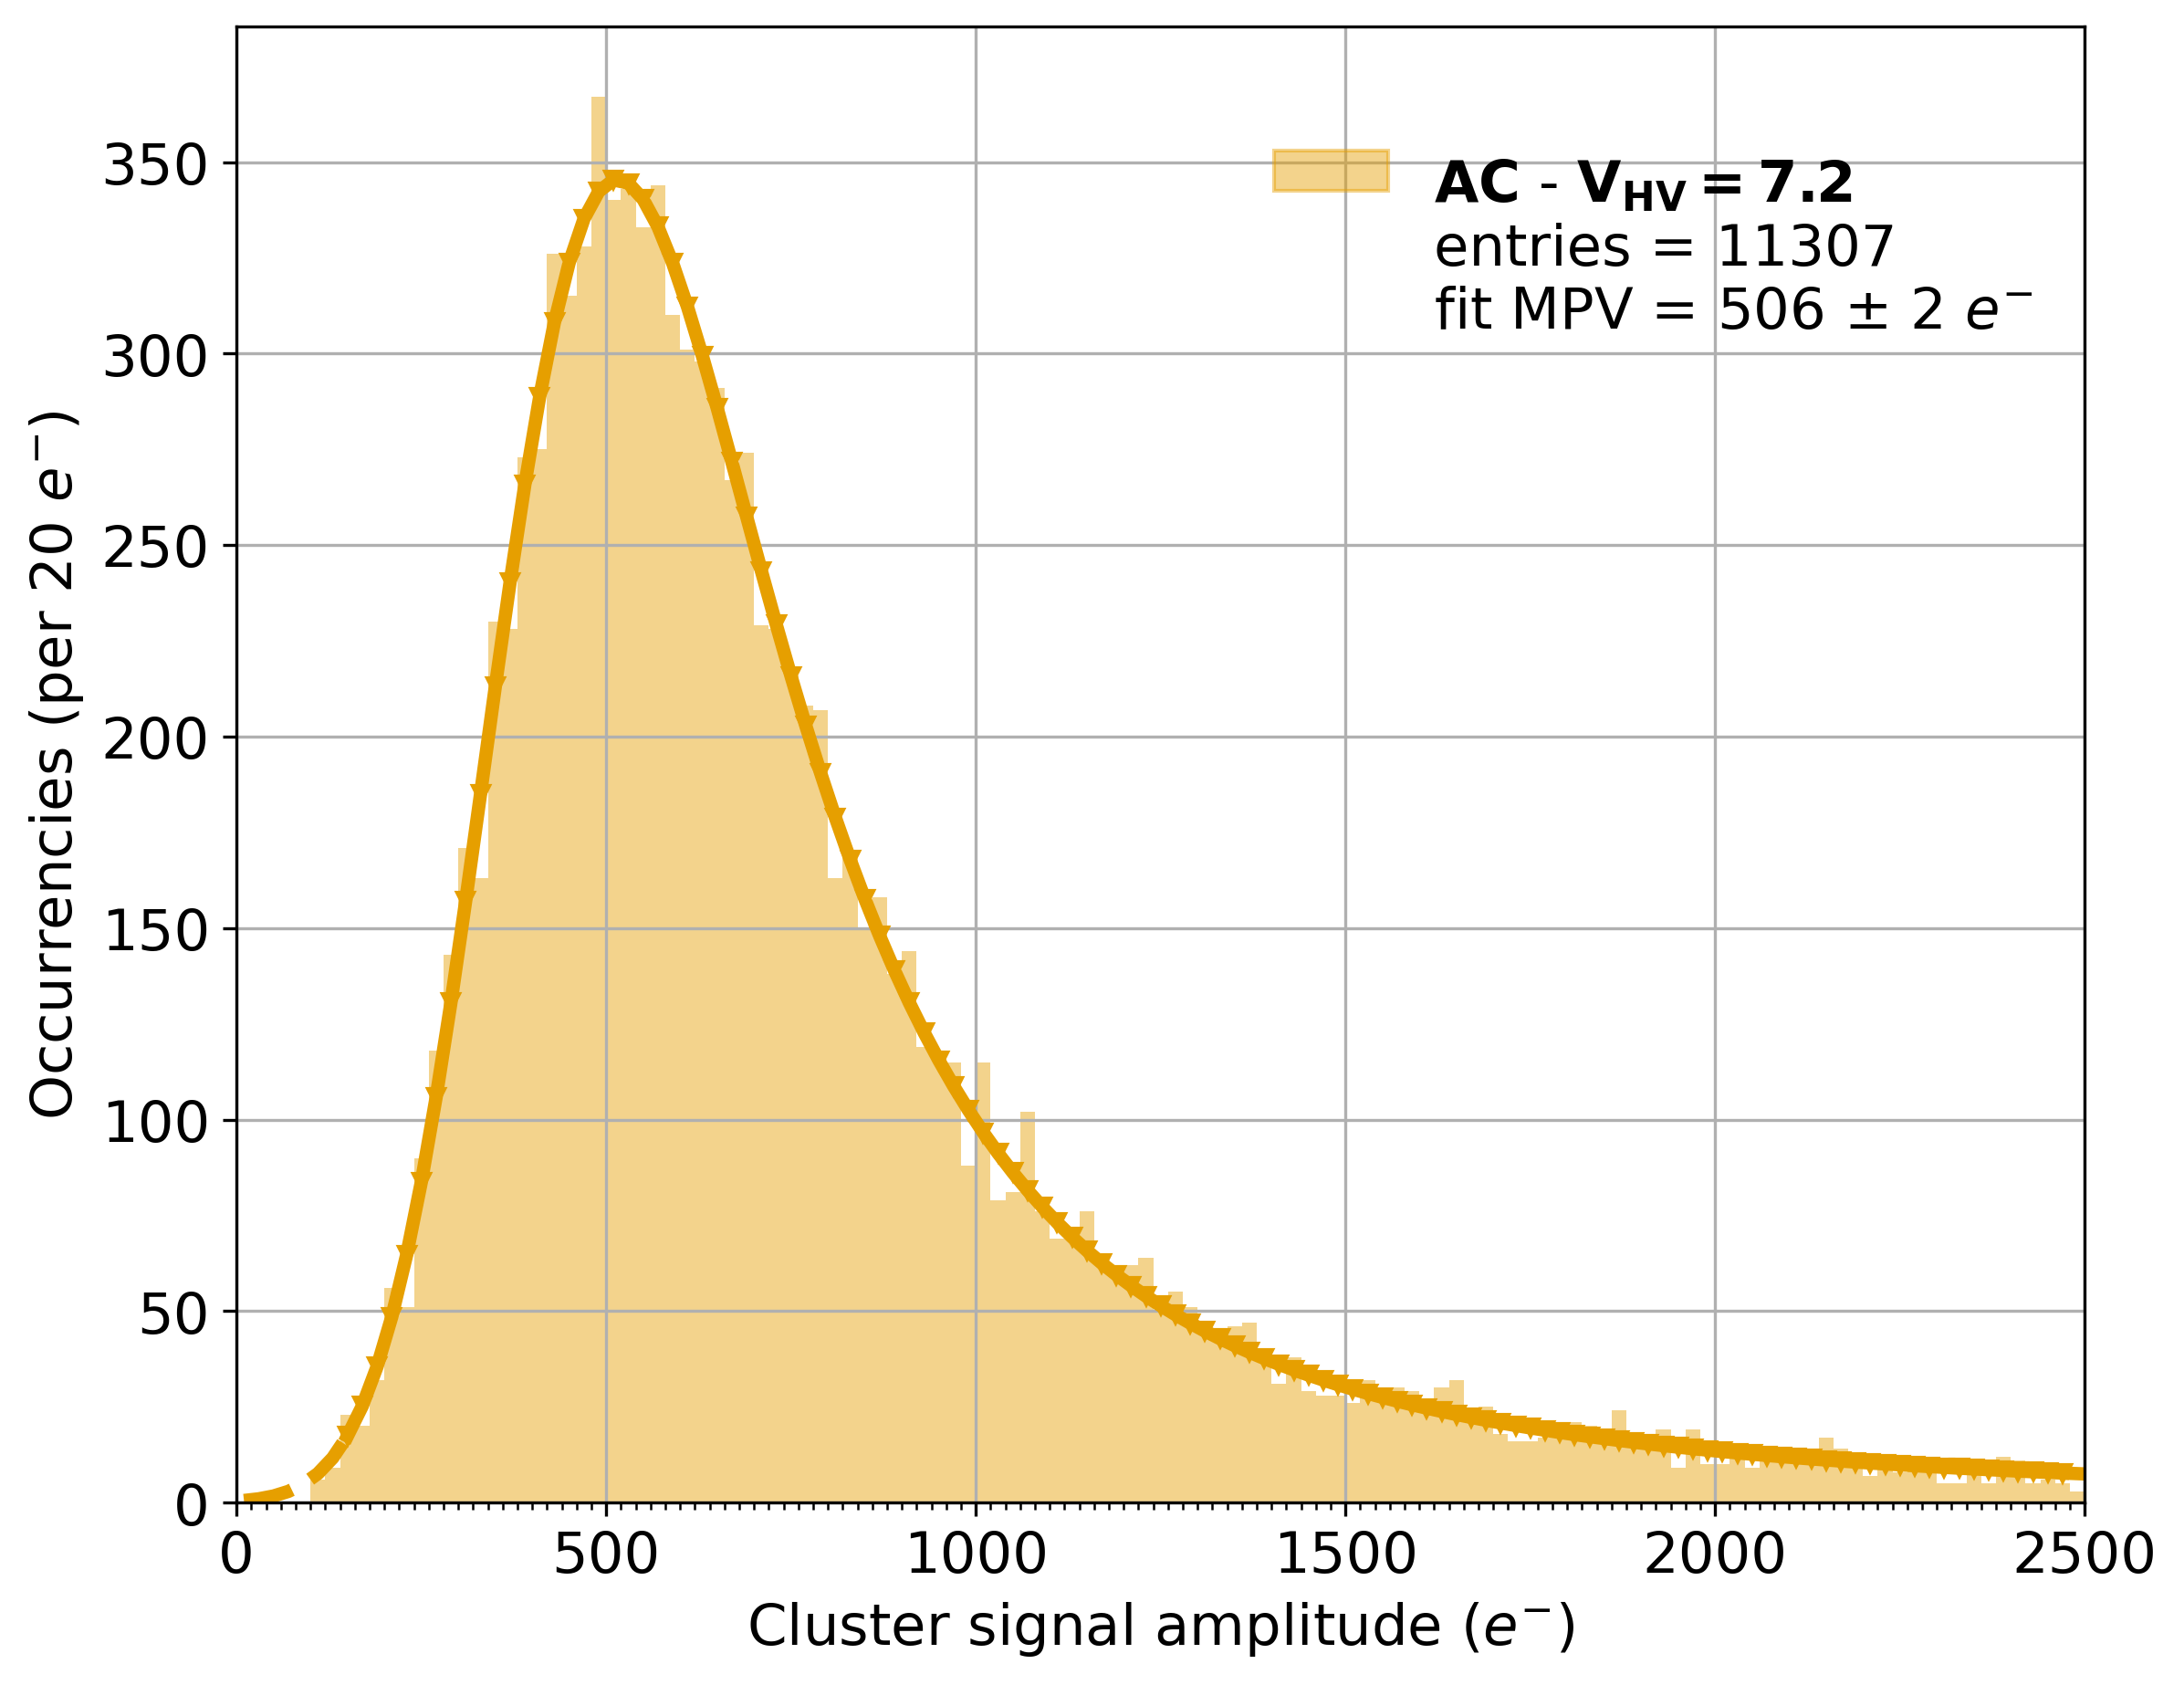 AC - V_HV = 7.2
entries = 11307
fit MPV = 506 ± 2 e⁻
Occurrencies (per 20 e⁻)
350
300
250
200
150
100
50
0
0 500 1000 1500 2000 2500
Cluster signal amplitude (e⁻)